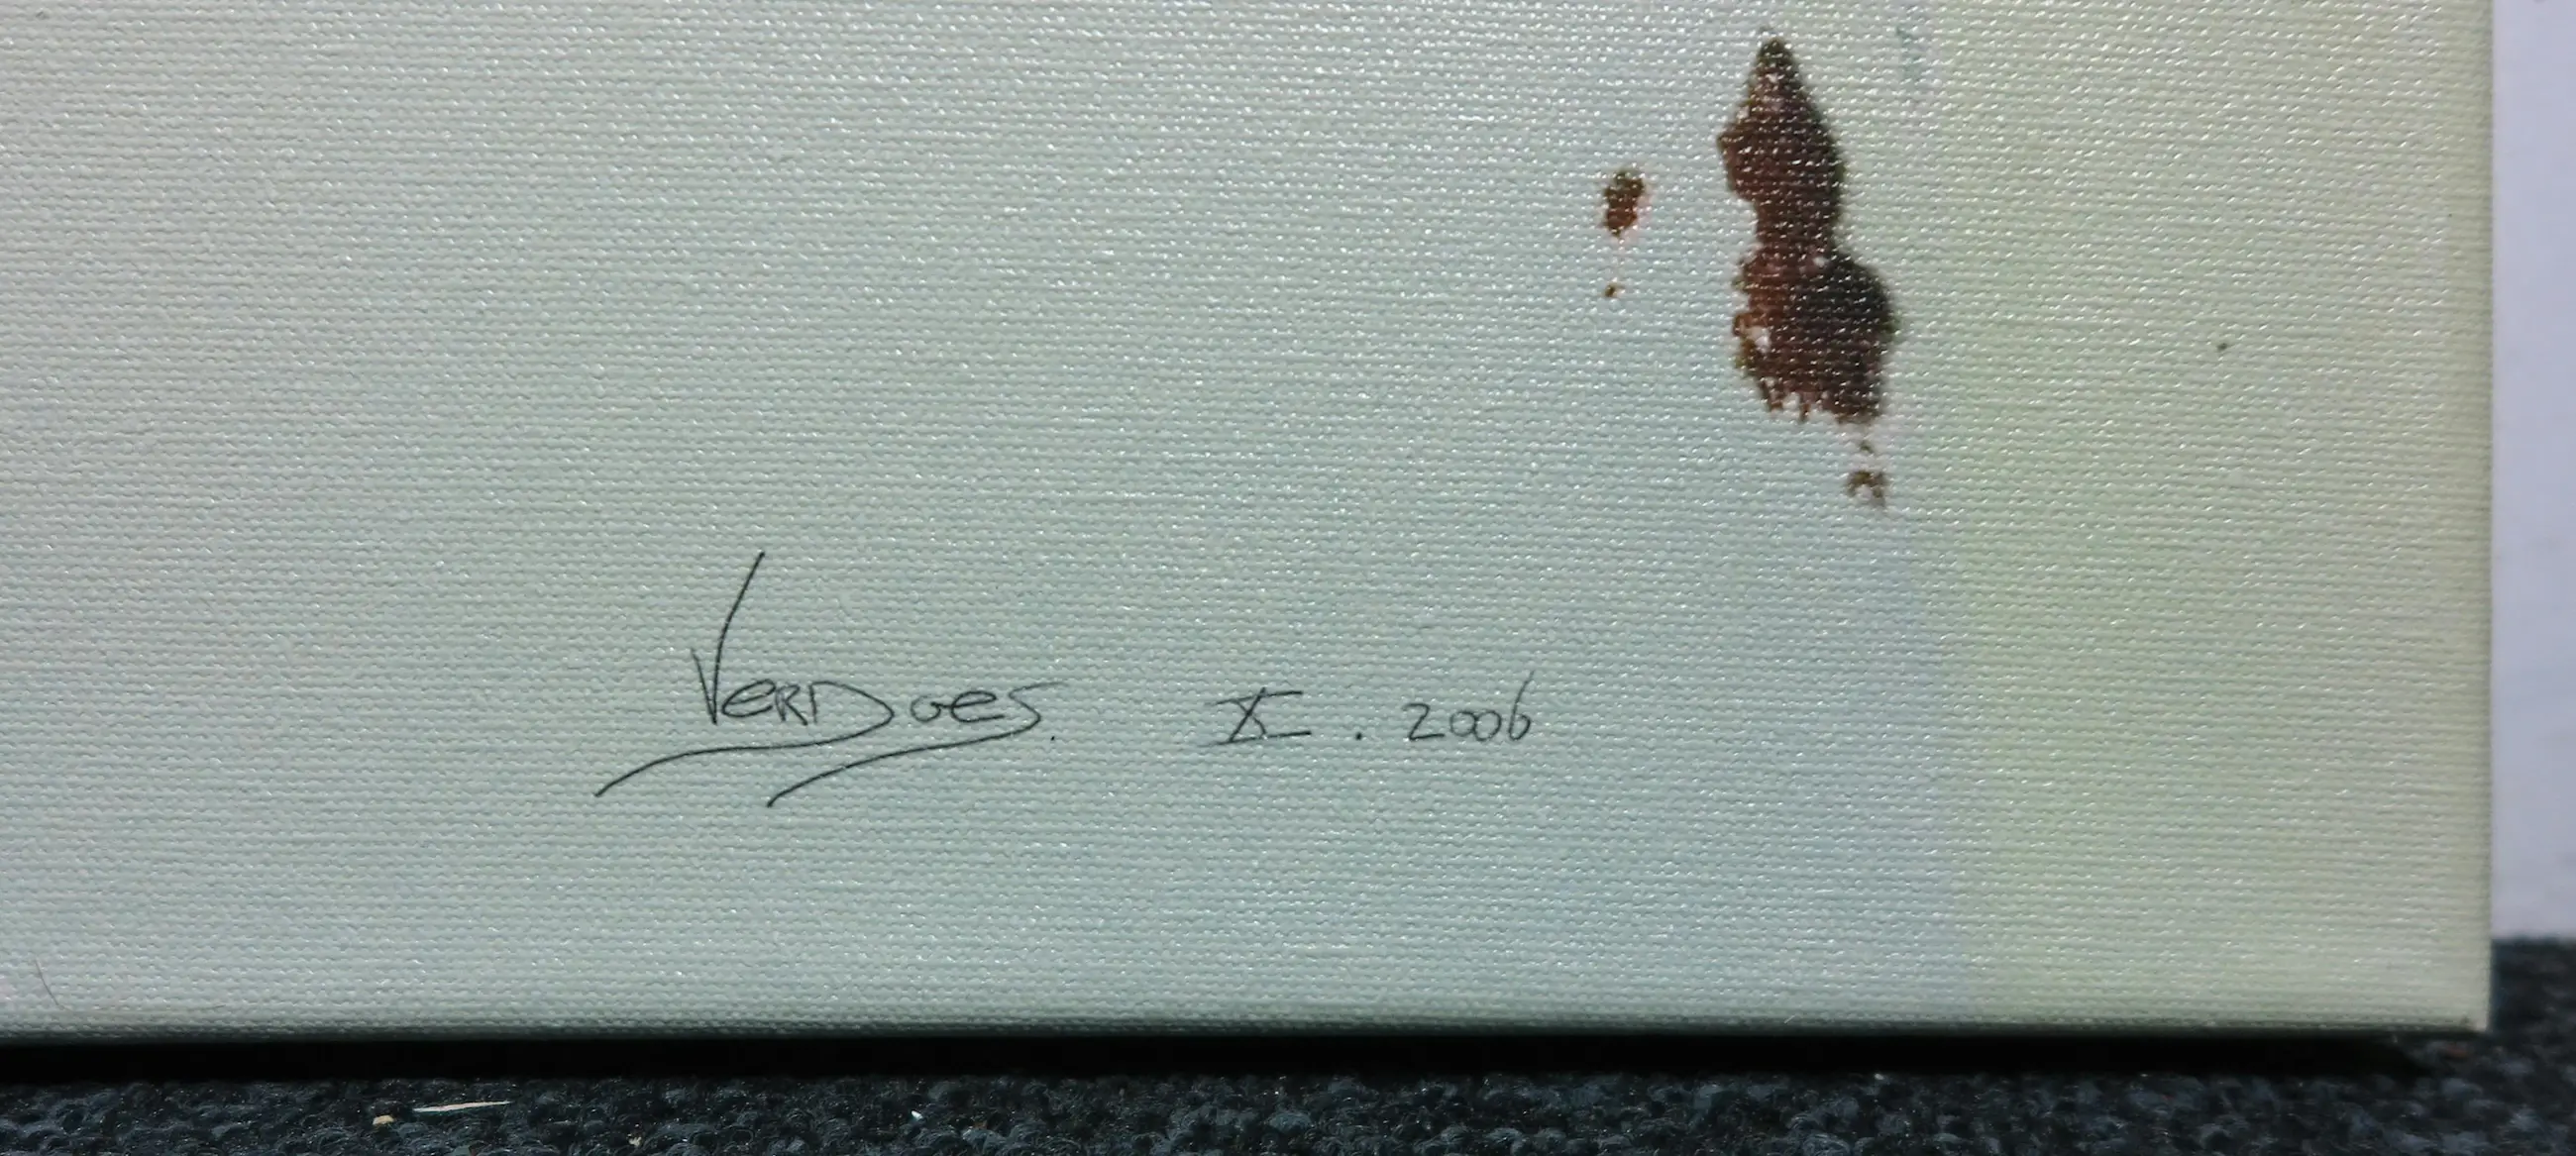 VerDoes. X . 2006